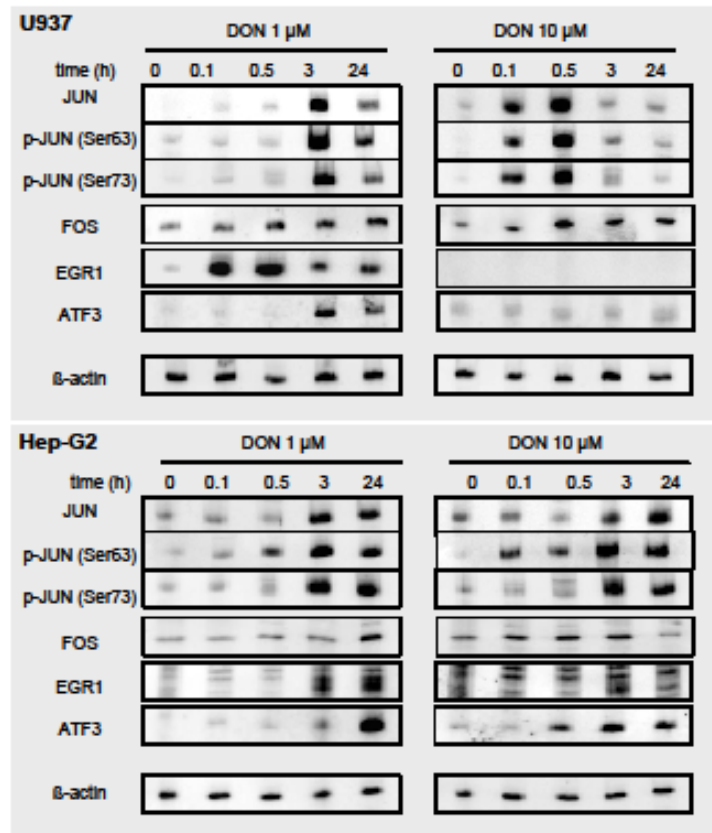 U937
DON 1 µM DON 10 µM
time (h) 0 0.1 0.5 3 24 0 0.1 0.5 3 24
JUN
p-JUN (Ser63)
p-JUN (Ser73)
FOS
EGR1
ATF3
ß-actin
Hep-G2
DON 1 µM DON 10 µM
time (h) 0 0.1 0.5 3 24 0 0.1 0.5 3 24
JUN
p-JUN (Ser63)
p-JUN (Ser73)
FOS
EGR1
ATF3
ß-actin